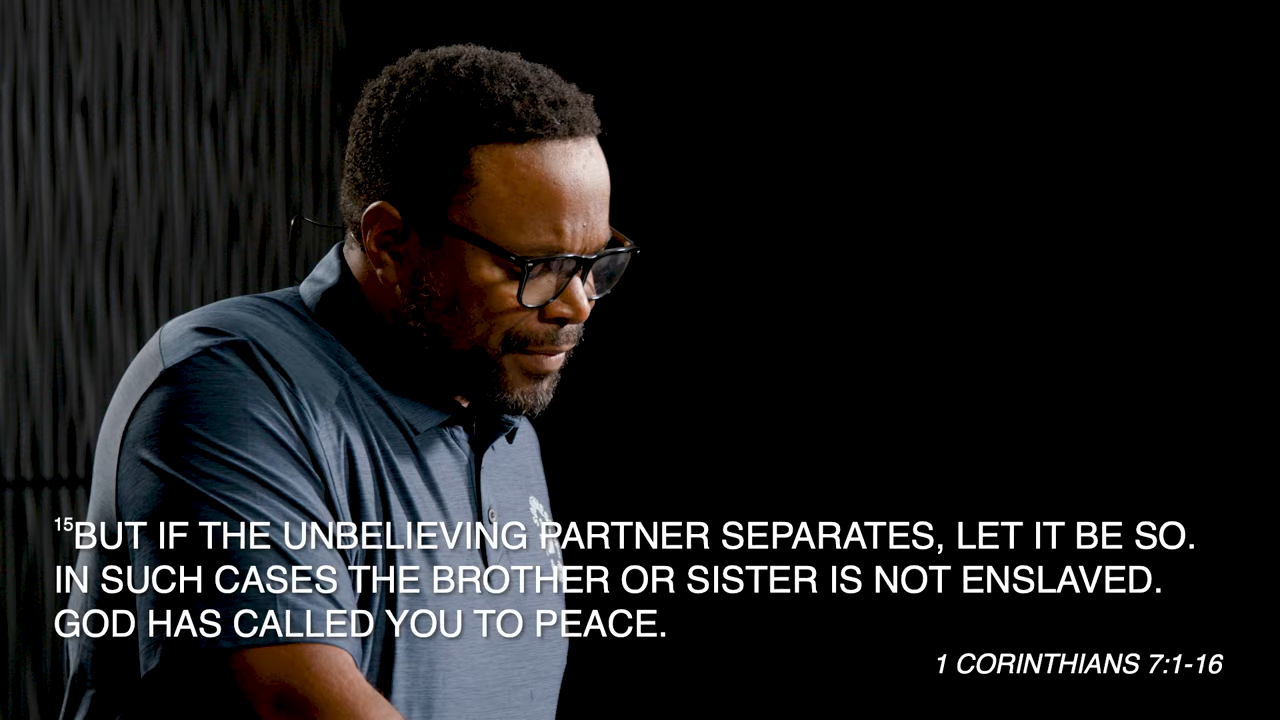 ¹⁵BUT IF THE UNBELIEVING PARTNER SEPARATES, LET IT BE SO.
IN SUCH CASES THE BROTHER OR SISTER IS NOT ENSLAVED.
GOD HAS CALLED YOU TO PEACE.
1 CORINTHIANS 7:1-16